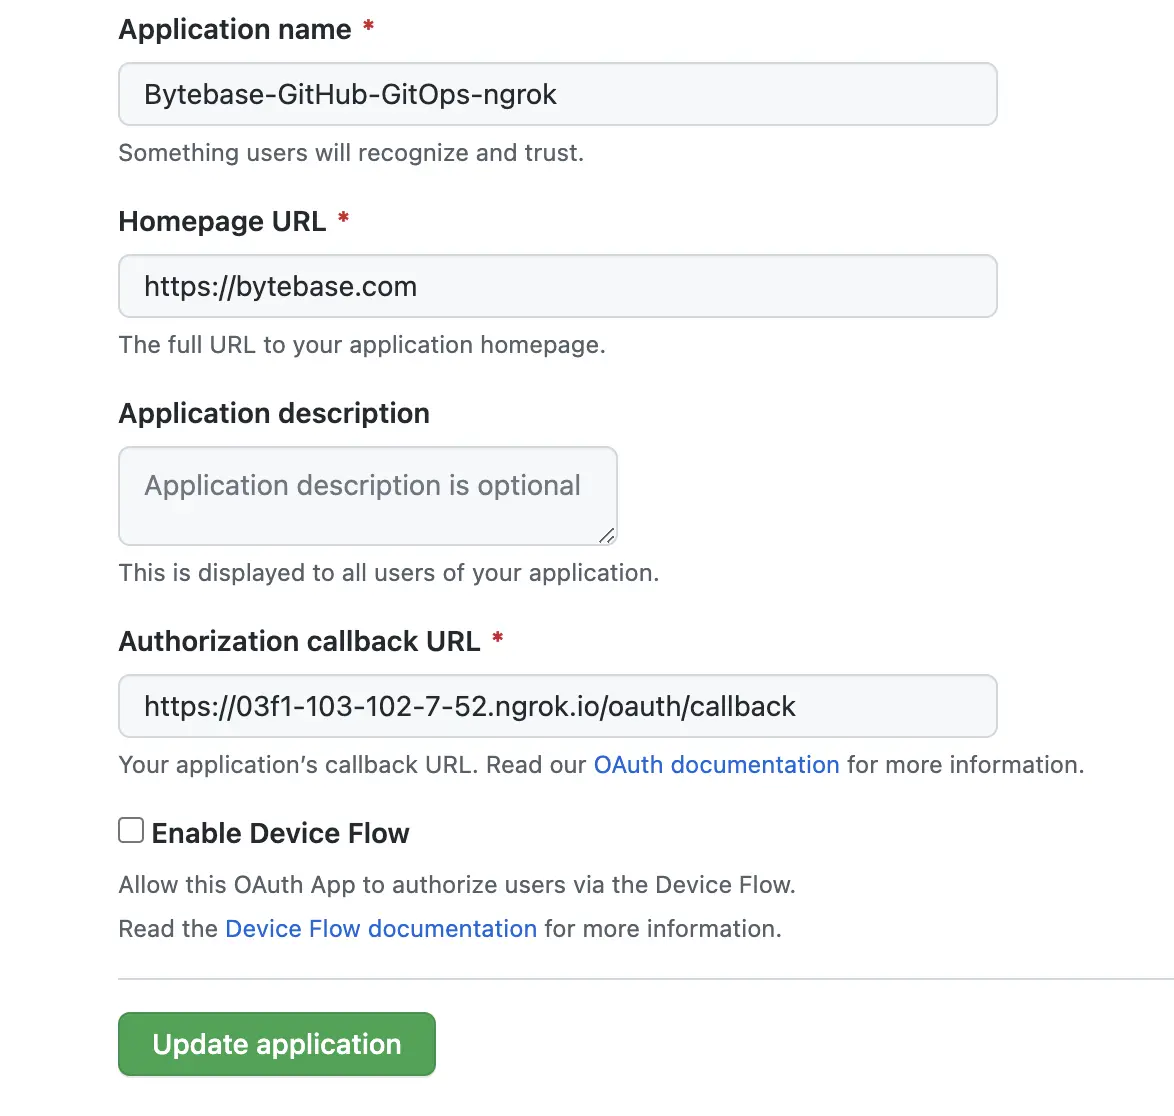 Application name *
Bytebase-GitHub-GitOps-ngrok
Something users will recognize and trust.
Homepage URL *
https://bytebase.com
The full URL to your application homepage.
Application description
Application description is optional
This is displayed to all users of your application.
Authorization callback URL *
https://03f1-103-102-7-52.ngrok.io/oauth/callback
Your application’s callback URL. Read our OAuth documentation for more information.
Enable Device Flow
Allow this OAuth App to authorize users via the Device Flow.
Read the Device Flow documentation for more information.
Update application